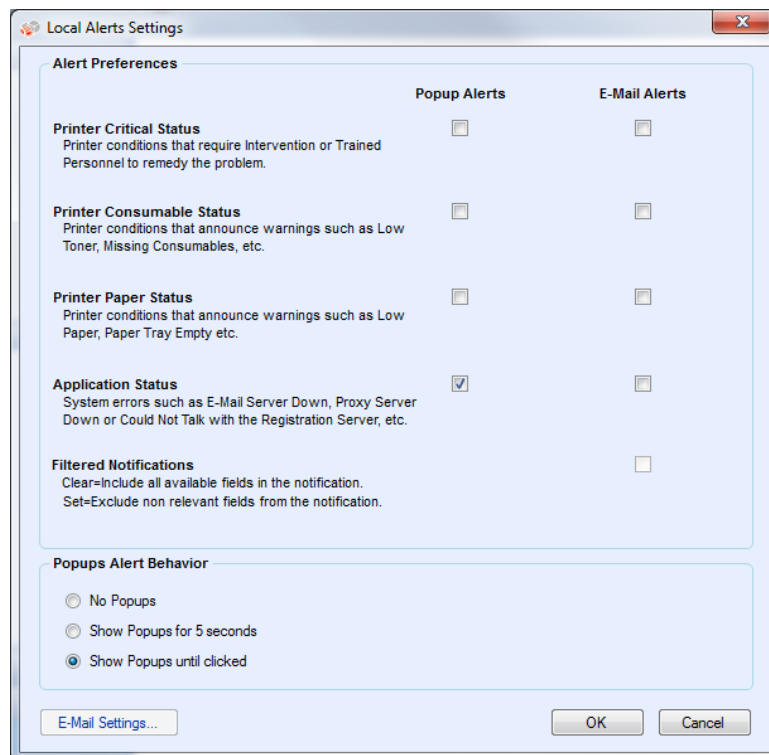 Local Alerts Settings
Alert Preferences
Popup Alerts
E-Mail Alerts
Printer Critical Status
Printer conditions that require Intervention or Trained
Personnel to remedy the problem.
Printer Consumable Status
Printer conditions that announce warnings such as Low
Toner, Missing Consumables, etc.
Printer Paper Status
Printer conditions that announce warnings such as Low
Paper, Paper Tray Empty etc.
Application Status
System errors such as E-Mail Server Down, Proxy Server
Down or Could Not Talk with the Registration Server, etc.
Filtered Notifications
Clear=Include all available fields in the notification.
Set=Exclude non relevant fields from the notification.
Popups Alert Behavior
No Popups
Show Popups for 5 seconds
Show Popups until clicked
E-Mail Settings...
OK
Cancel